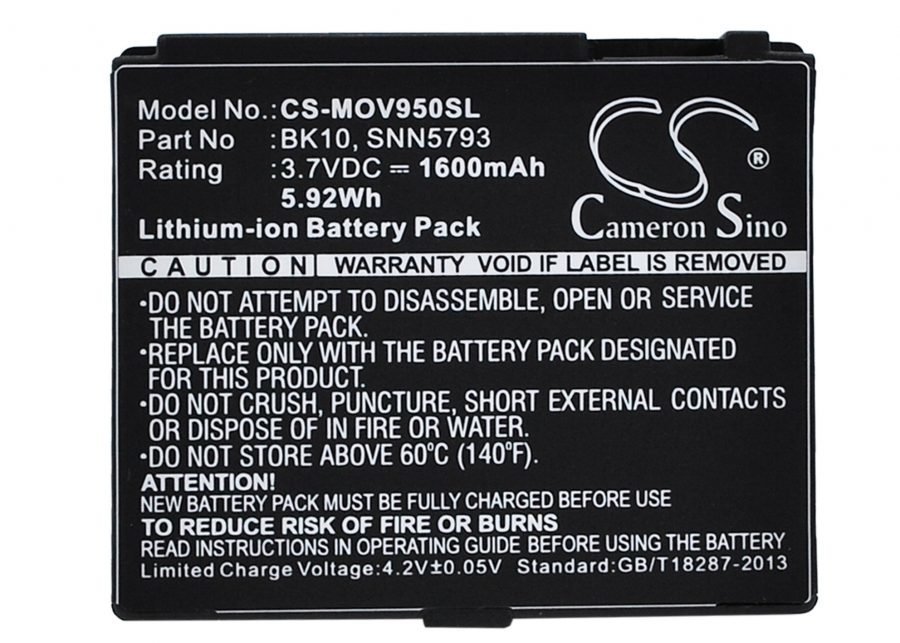 Model No.:CS-MOV950SL
Part No :BK10, SNN5793
Rating :3.7VDC ⎓ 1600mAh
5.92Wh
Lithium-ion Battery Pack
CS
®
Cameron Sino
CAUTION WARRANTY VOID IF LABEL IS REMOVED
•DO NOT ATTEMPT TO DISASSEMBLE, OPEN OR SERVICE
THE BATTERY PACK.
•REPLACE ONLY WITH THE BATTERY PACK DESIGNATED
FOR THIS PRODUCT.
•DO NOT CRUSH, PUNCTURE, SHORT EXTERNAL CONTACTS
OR DISPOSE OF IN FIRE OR WATER.
•DO NOT STORE ABOVE 60°C (140°F).
ATTENTION!
NEW BATTERY PACK MUST BE FULLY CHARGED BEFORE USE
TO REDUCE RISK OF FIRE OR BURNS
READ INSTRUCTIONS IN OPERATING GUIDE BEFORE BATTERY USE.
Limited Charge Voltage:4.2V±0.05V Standard:GB/T18287-2013